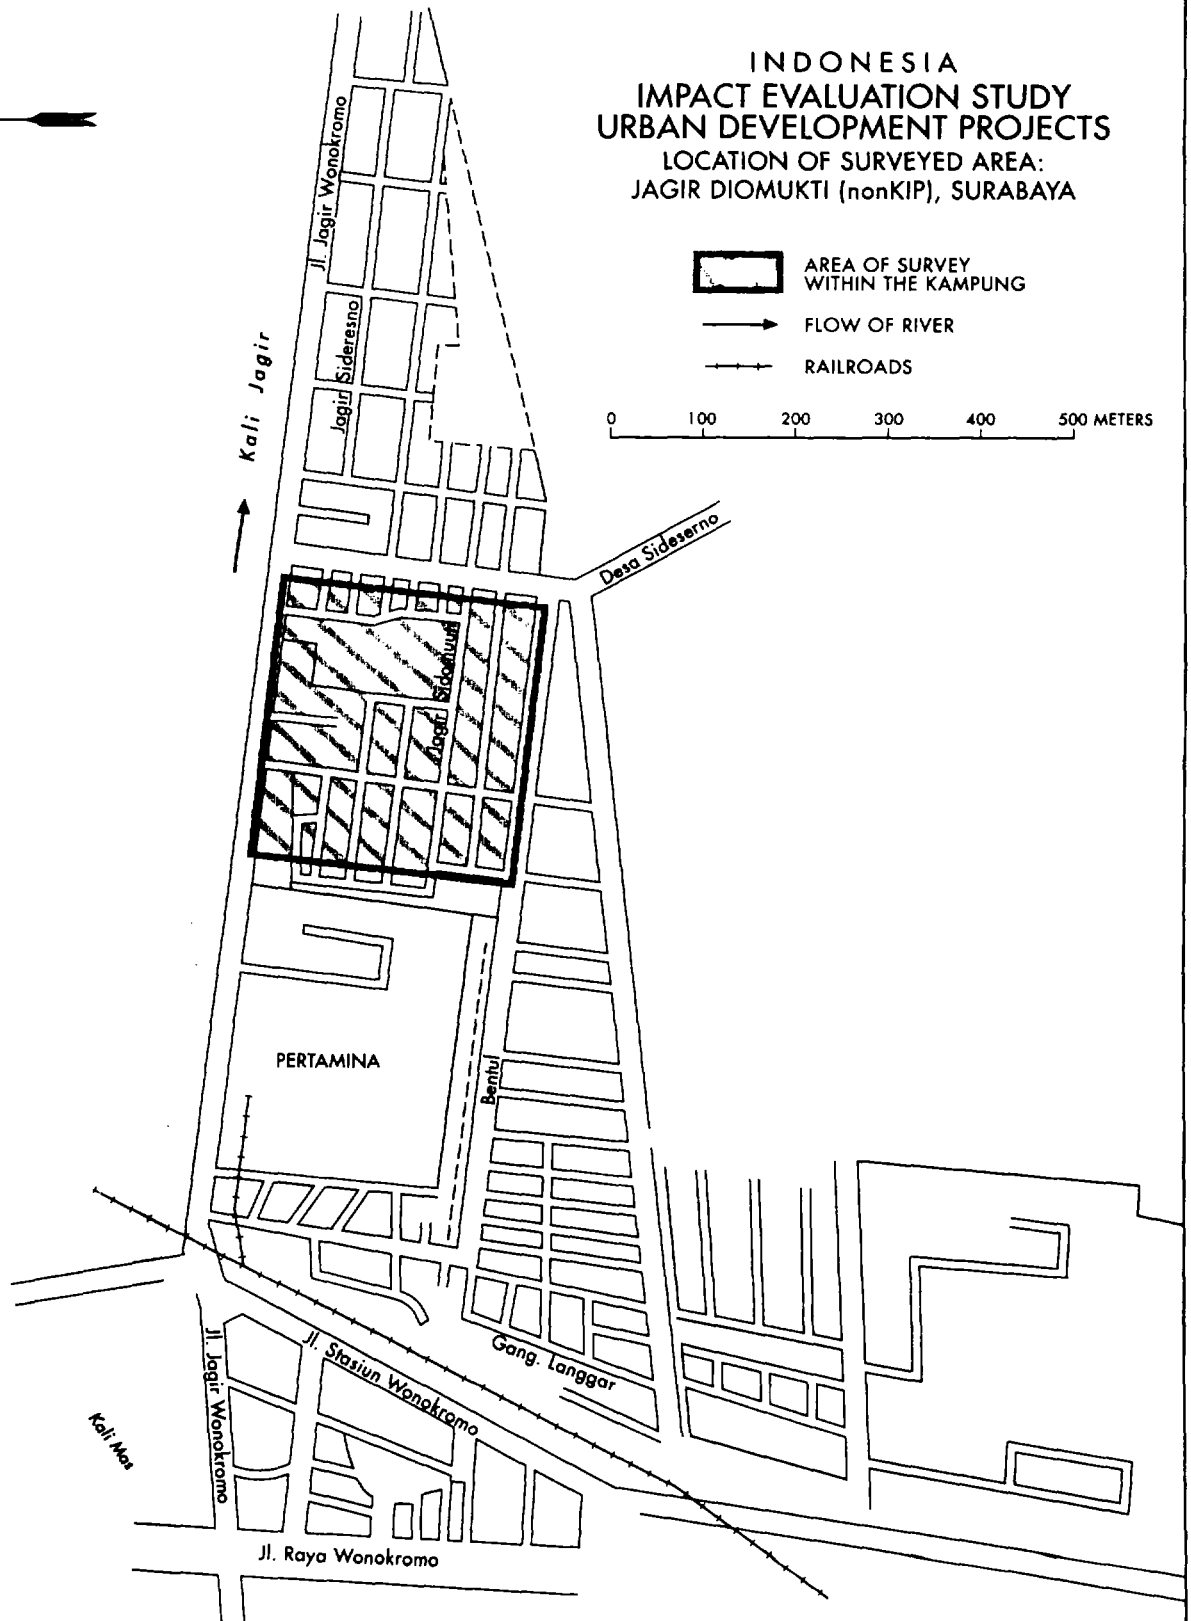 INDONESIA
IMPACT EVALUATION STUDY
URBAN DEVELOPMENT PROJECTS
LOCATION OF SURVEYED AREA:
JAGIR DIOMUKTI (nonKIP), SURABAYA
AREA OF SURVEY
WITHIN THE KAMPUNG
FLOW OF RIVER
RAILROADS
0 100 200 300 400 500 METERS
Jl. Jagir Wonokromo
Jagir Sideresno
Kali Jagir
Desa Sideserno
Jagir Sidomuuti
PERTAMINA
Bentul
Gang. Langgar
Jl. Stasiun Wonokromo
Jl. Jagir Wonokromo
Kali Mas
Jl. Raya Wonokromo